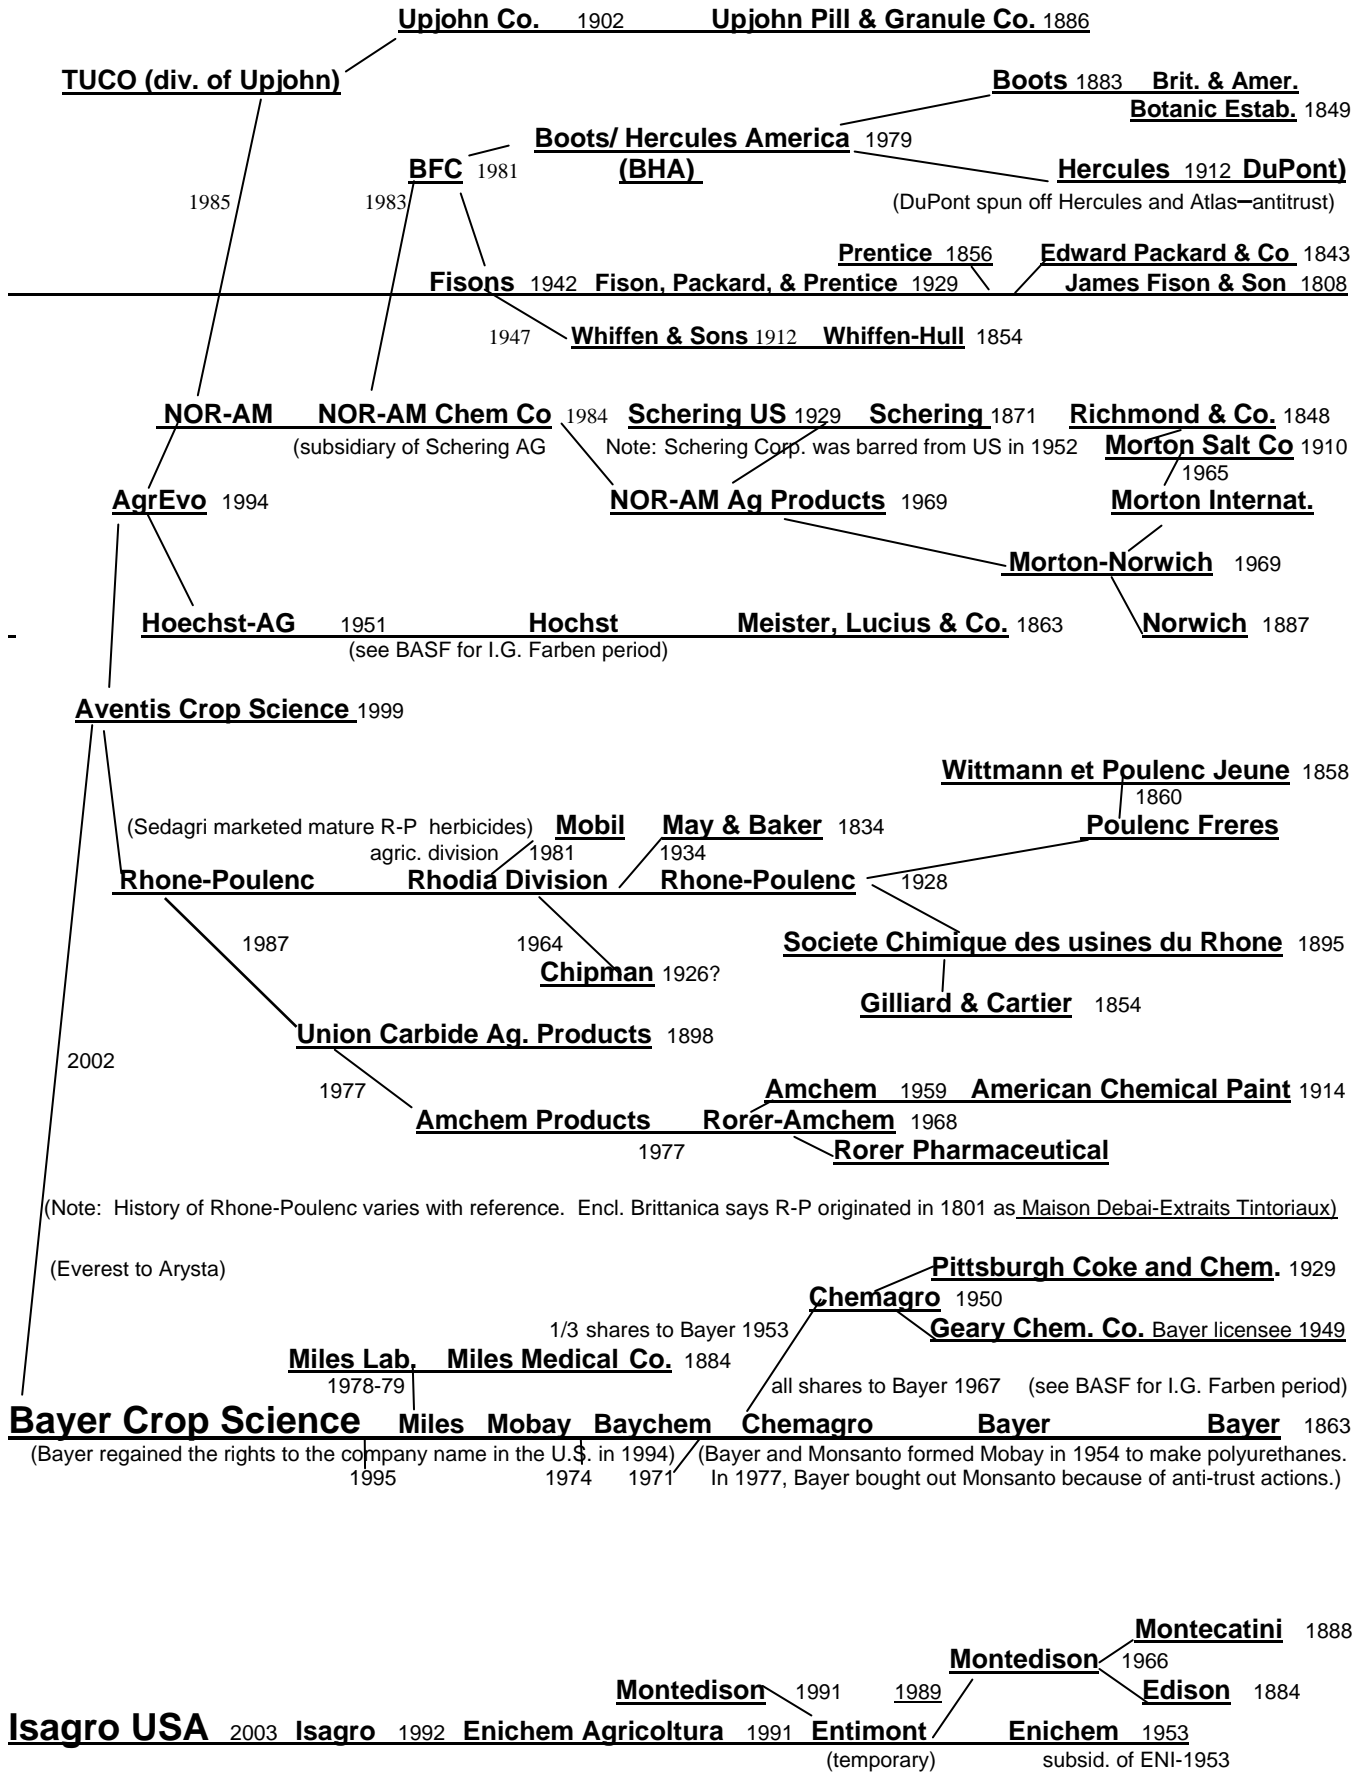 Upjohn Co. 1902 Upjohn Pill & Granule Co. 1886
TUCO (div. of Upjohn)
Boots 1883 Brit. & Amer.
Botanic Estab. 1849
Boots/ Hercules America 1979
BFC 1981 (BHA) Hercules 1912 DuPont)
1985 1983 (DuPont spun off Hercules and Atlas–antitrust)
Prentice 1856 Edward Packard & Co 1843
Fisons 1942 Fison, Packard, & Prentice 1929 James Fison & Son 1808
1947 Whiffen & Sons 1912 Whiffen-Hull 1854
NOR-AM NOR-AM Chem Co 1984 Schering US 1929 Schering 1871 Richmond & Co. 1848
(subsidiary of Schering AG Note: Schering Corp. was barred from US in 1952 Morton Salt Co 1910
1965
AgrEvo 1994 NOR-AM Ag Products 1969 Morton Internat.
Morton-Norwich 1969
Hoechst-AG 1951 Hochst Meister, Lucius & Co. 1863 Norwich 1887
(see BASF for I.G. Farben period)
Aventis Crop Science 1999
Wittmann et Poulenc Jeune 1858
1860
(Sedagri marketed mature R-P herbicides) Mobil May & Baker 1834 Poulenc Freres
agric. division 1981 1934
Rhone-Poulenc Rhodia Division Rhone-Poulenc 1928
1987 1964 Societe Chimique des usines du Rhone 1895
Chipman 1926?
Gilliard & Cartier 1854
Union Carbide Ag. Products 1898
2002
1977 Amchem 1959 American Chemical Paint 1914
Amchem Products Rorer-Amchem 1968
1977 Rorer Pharmaceutical
(Note: History of Rhone-Poulenc varies with reference. Encl. Brittanica says R-P originated in 1801 as Maison Debai-Extraits Tintoriaux)
(Everest to Arysta) Pittsburgh Coke and Chem. 1929
Chemagro 1950
1/3 shares to Bayer 1953 Geary Chem. Co. Bayer licensee 1949
Miles Lab. Miles Medical Co. 1884
1978-79 all shares to Bayer 1967 (see BASF for I.G. Farben period)
Bayer Crop Science Miles Mobay Baychem Chemagro Bayer Bayer 1863
(Bayer regained the rights to the company name in the U.S. in 1994) (Bayer and Monsanto formed Mobay in 1954 to make polyurethanes.
1995 1974 1971 In 1977, Bayer bought out Monsanto because of anti-trust actions.)
Montecatini 1888
Montedison 1966
Montedison 1991 1989 Edison 1884
Isagro USA 2003 Isagro 1992 Enichem Agricoltura 1991 Entimont Enichem 1953
(temporary) subsid. of ENI-1953